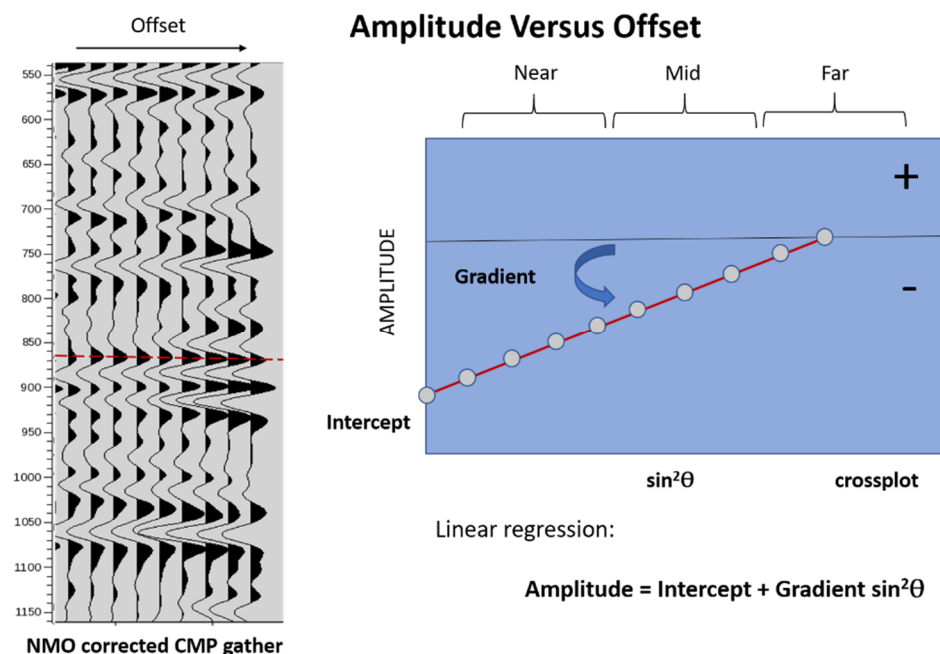 Amplitude Versus Offset
Offset
550
600
650
700
750
800
850
900
950
1000
1050
1100
1150
NMO corrected CMP gather
Near Mid Far
+
-
AMPLITUDE
Gradient
Intercept
sin²θ crossplot
Linear regression:
Amplitude = Intercept + Gradient sin²θ